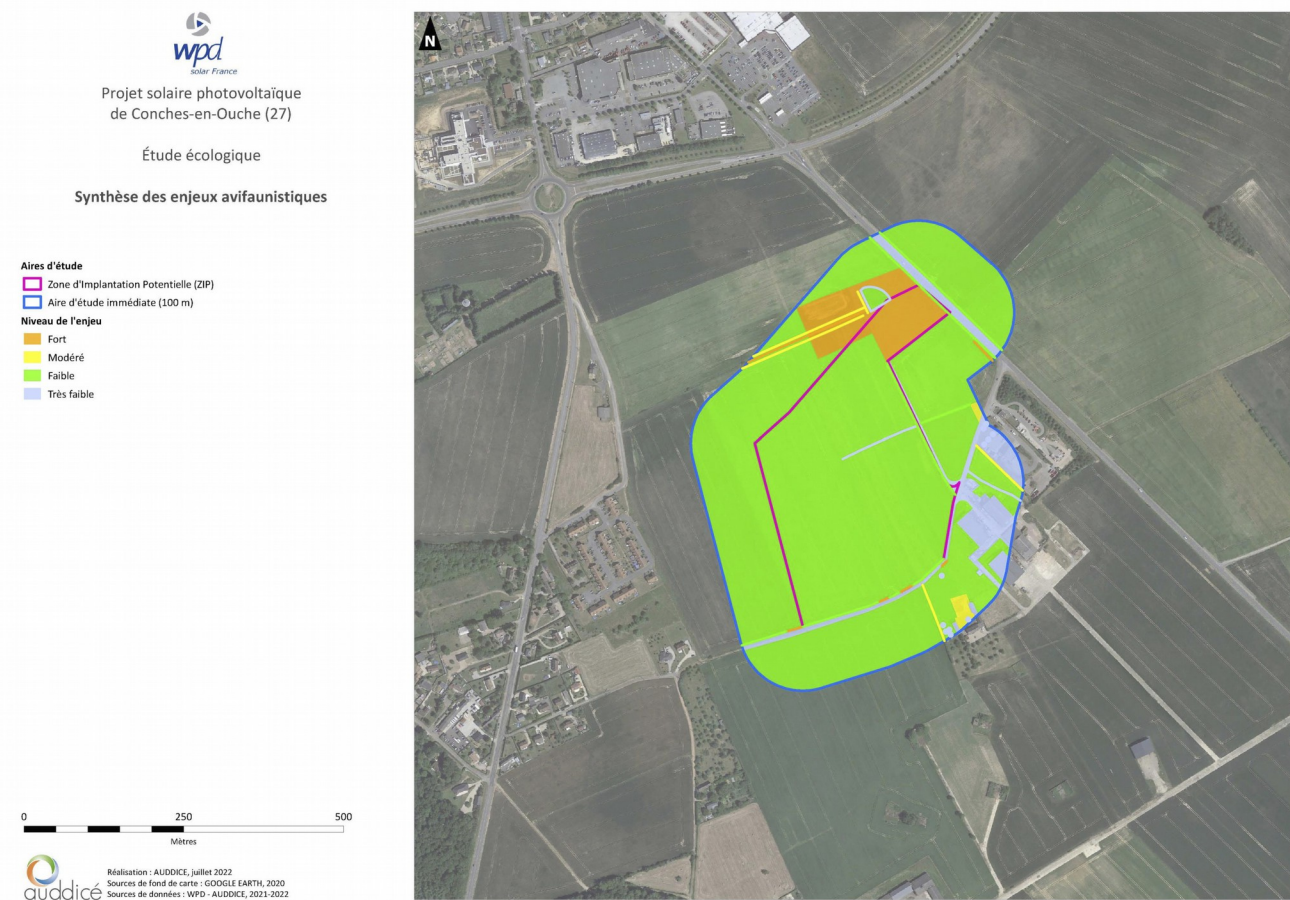 wpd
solar France
Projet solaire photovoltaïque
de Conches-en-Ouche (27)
Étude écologique
Synthèse des enjeux avifaunistiques
Aires d'étude
Zone d'Implantation Potentielle (ZIP)
Aire d'étude immédiate (100 m)
Niveau de l'enjeu
Fort
Modéré
Faible
Très faible
N
0 250 500
Mètres
auddicé
Réalisation : AUDDICE, juillet 2022
Sources de fond de carte : GOOGLE EARTH, 2020
Sources de données : WPD - AUDDICE, 2021-2022